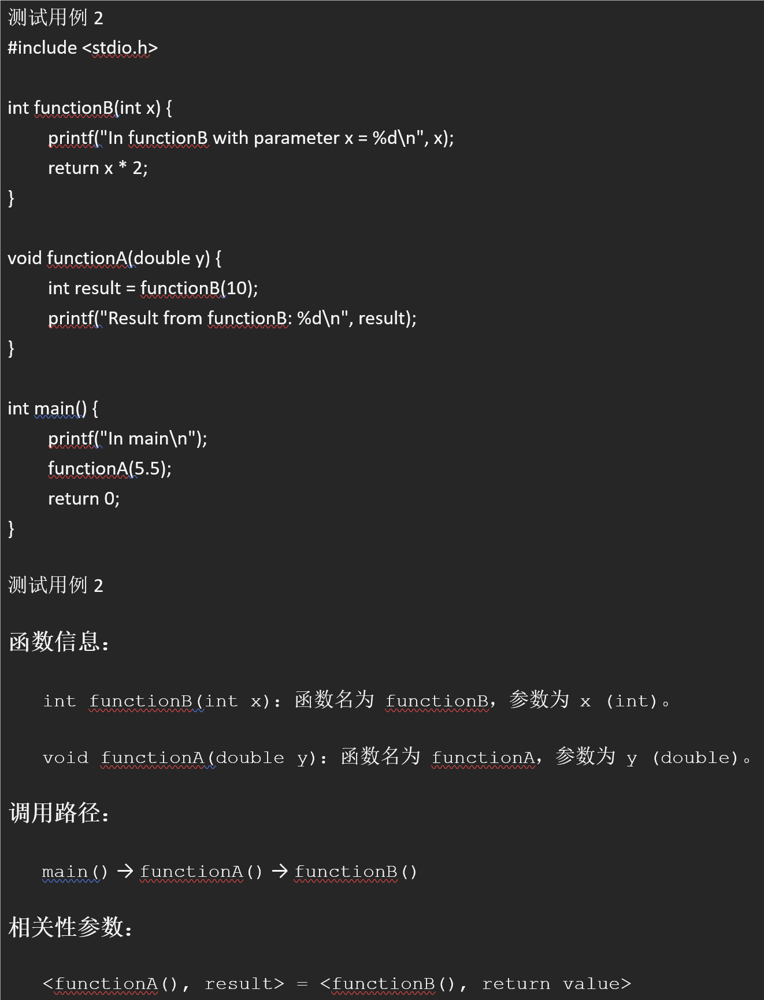 测试用例 2
#include <stdio.h>
int functionB(int x) {
printf("In functionB with parameter x = %d\n", x);
return x * 2;
}
void functionA(double y) {
int result = functionB(10);
printf("Result from functionB: %d\n", result);
}
int main() {
printf("In main\n");
functionA(5.5);
return 0;
}
测试用例 2
函数信息：
int functionB(int x)：函数名为 functionB，参数为 x (int)。
void functionA(double y)：函数名为 functionA，参数为 y (double)。
调用路径：
main() → functionA() → functionB()
相关性参数：
<functionA(), result> = <functionB(), return value>